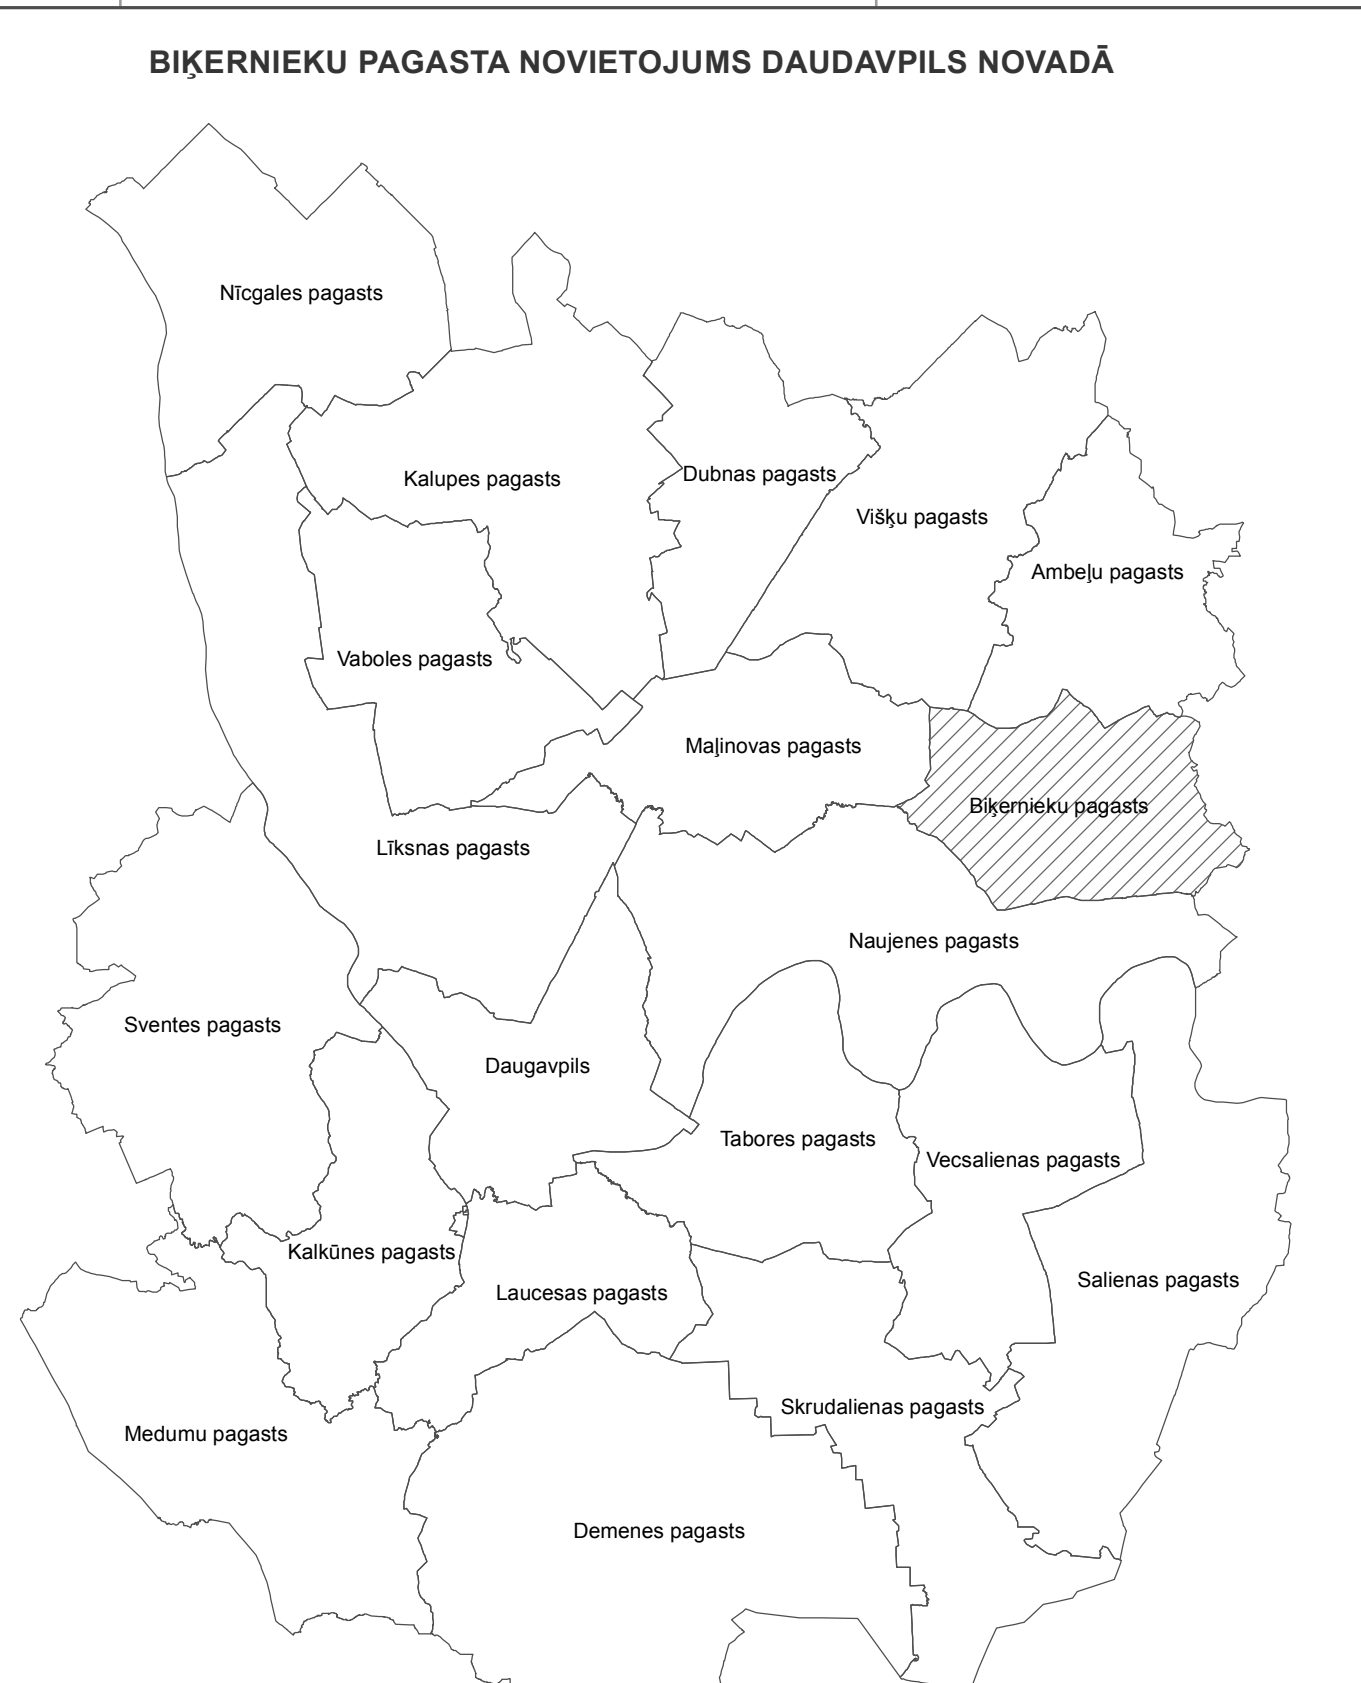 BIĶERNIEKU PAGASTA NOVIETOJUMS DAUDAVPILS NOVADĀ
Nīcgales pagasts
Kalupes pagasts
Dubnas pagasts
Višķu pagasts
Ambeļu pagasts
Vaboles pagasts
Maļinovas pagasts
Biķernieku pagasts
Līksnas pagasts
Naujenes pagasts
Sventes pagasts
Daugavpils
Tabores pagasts
Vecsalienas pagasts
Kalkūnes pagasts
Laucesas pagasts
Salienas pagasts
Skrudalienas pagasts
Medumu pagasts
Demenes pagasts